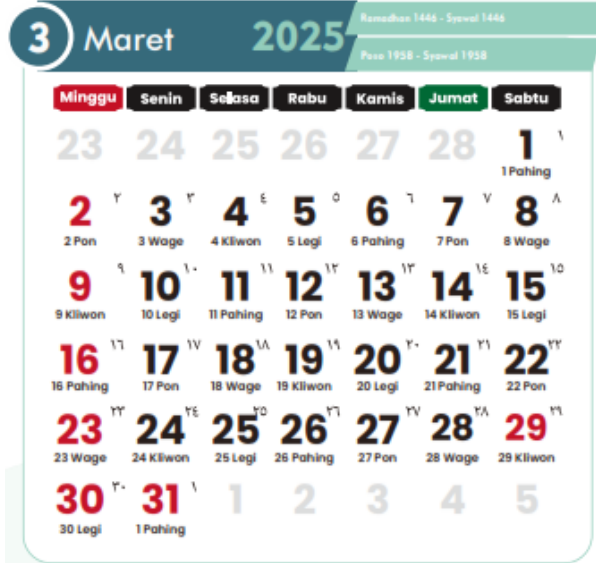 3 Maret 2025
Ramadhan 1446 - Syawal 1446
Poso 1958 - Syawal 1958
Minggu Senin Selasa Rabu Kamis Jumat Sabtu
23 24 25 26 27 28 1 ١
1 Pahing
2 ٢ 3 ٣ 4 ٤ 5 ٥ 6 ٦ 7 ٧ 8 ٨
2 Pon 3 Wage 4 Kliwon 5 Legi 6 Pahing 7 Pon 8 Wage
9 ٩ 10 ١٠ 11 ١١ 12 ١٢ 13 ١٣ 14 ١٤ 15 ١٥
9 Kliwon 10 Legi 11 Pahing 12 Pon 13 Wage 14 Kliwon 15 Legi
16 ١٦ 17 ١٧ 18 ١٨ 19 ١٩ 20 ٢٠ 21 ٢١ 22 ٢٢
16 Pahing 17 Pon 18 Wage 19 Kliwon 20 Legi 21 Pahing 22 Pon
23 ٢٣ 24 ٢٤ 25 ٢٥ 26 ٢٦ 27 ٢٧ 28 ٢٨ 29 ٢٩
23 Wage 24 Kliwon 25 Legi 26 Pahing 27 Pon 28 Wage 29 Kliwon
30 ٣٠ 31 ١ 1 2 3 4 5
30 Legi 1 Pahing